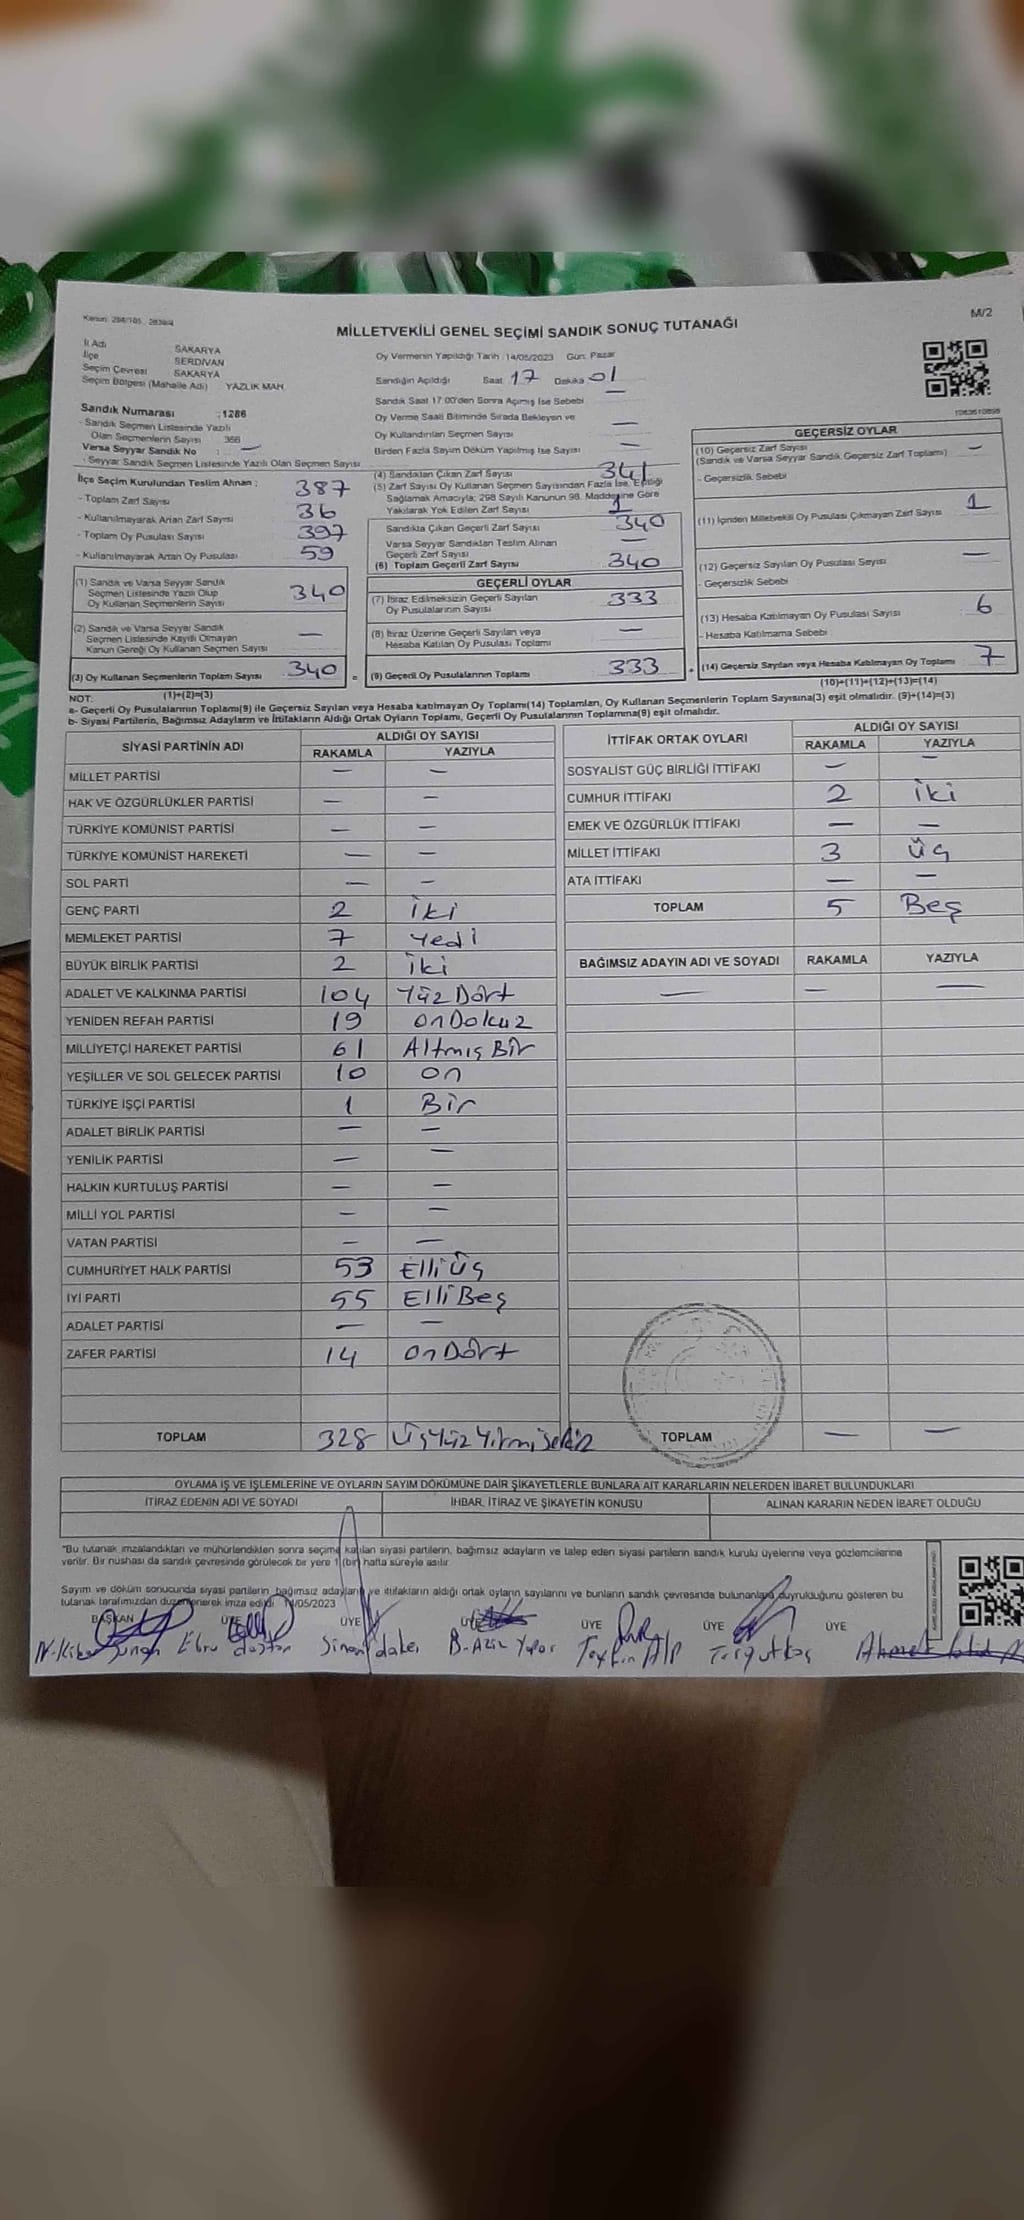 MİLLETVEKİLİ GENEL SEÇİMİ SANDIK SONUÇ TUTANAĞI
M/2
İl Adı SAKARYA
İlçe SERDİVAN
Seçim Çevresi SAKARYA
Seçim Bölgesi (Mahalle Adı) YAZLIK MAH.
Oy Vermenin Yapıldığı Tarih :14/05/2023 Gün: Pazar
Sandığın Açıldığı Saat 17 Dakika 01
Sandık Saat 17:00'den Sonra Açılmış İse Sebebi —
Oy Verme Saati Bitiminde Sırada Bekleyen ve
Oy Kullandırılan Seçmen Sayısı —
Birden Fazla Sayım Döküm Yapılmış İse Sayısı —
Sandık Numarası :1286
- Sandık Seçmen Listesinde Yazılı
Olan Seçmenlerin Sayısı 366
Varsa Seyyar Sandık No : —
- Seyyar Sandık Seçmen Listesinde Yazılı Olan Seçmen Sayısı
İlçe Seçim Kurulundan Teslim Alınan :
- Toplam Zarf Sayısı 387
- Kullanılmayarak Artan Zarf Sayısı 36
- Toplam Oy Pusulası Sayısı 397
- Kullanılmayarak Artan Oy Pusulası 59
(1) Sandık ve Varsa Seyyar Sandık
Seçmen Listesinde Yazılı Olup
Oy Kullanan Seçmenlerin Sayısı 340
(2) Sandık ve Varsa Seyyar Sandık
Seçmen Listesinde Kayıtlı Olmayan
Kanun Gereği Oy Kullanan Seçmen Sayısı —
(3) Oy Kullanan Seçmenlerin Toplam Sayısı 340
(1)+(2)=(3)
(4) Sandıktan Çıkan Zarf Sayısı 341
(5) Zarf Sayısı Oy Kullanan Seçmen Sayısından Fazla İse, Eşitliği
Sağlamak Amacıyla; 298 Sayılı Kanunun 98. Maddesine Göre
Yakılarak Yok Edilen Zarf Sayısı 1
Sandıkta Çıkan Geçerli Zarf Sayısı 340
Varsa Seyyar Sandıktan Teslim Alınan
Geçerli Zarf Sayısı —
(6) Toplam Geçerli Zarf Sayısı 340
GEÇERLİ OYLAR
(7) İtiraz Edilmeksizin Geçerli Sayılan
Oy Pusulalarının Sayısı 333
(8) İtiraz Üzerine Geçerli Sayılan veya
Hesaba Katılan Oy Pusulası Toplamı —
(9) Geçerli Oy Pusulalarının Toplamı 333
GEÇERSİZ OYLAR
(10) Geçersiz Zarf Sayısı —
(Sandık ve Varsa Seyyar Sandık Geçersiz Zarf Toplamı)
- Geçersizlik Sebebi
(11) İçinden Milletvekili Oy Pusulası Çıkmayan Zarf Sayısı 1
(12) Geçersiz Sayılan Oy Pusulası Sayısı —
- Geçersizlik Sebebi
(13) Hesaba Katılmayan Oy Pusulası Sayısı 6
- Hesaba Katılmama Sebebi
(14) Geçersiz Sayılan veya Hesaba Katılmayan Oy Toplamı 7
(10)+(11)+(12)+(13)=(14)
NOT:
a- Geçerli Oy Pusulalarının Toplamı(9) ile Geçersiz Sayılan veya Hesaba katılmayan Oy Toplamı(14) Toplamları, Oy Kullanan Seçmenlerin Toplam Sayısına(3) eşit olmalıdır. (9)+(14)=(3)
b- Siyasi Partilerin, Bağımsız Adayların ve İttifakların Aldığı Ortak Oyların Toplamı, Geçerli Oy Pusulalarının Toplamına(9) eşit olmalıdır.
SİYASİ PARTİNİN ADI ALDIĞI OY SAYISI
RAKAMLA YAZIYLA
MİLLET PARTİSİ — —
HAK VE ÖZGÜRLÜKLER PARTİSİ — —
TÜRKİYE KOMÜNİST PARTİSİ — —
TÜRKİYE KOMÜNİST HAREKETİ — —
SOL PARTİ — —
GENÇ PARTİ 2 iki
MEMLEKET PARTİSİ 7 yedi
BÜYÜK BİRLİK PARTİSİ 2 iki
ADALET VE KALKINMA PARTİSİ 104 Yüz Dört
YENİDEN REFAH PARTİSİ 19 onDokuz
MİLLİYETÇİ HAREKET PARTİSİ 61 Altmış Bir
YEŞİLLER VE SOL GELECEK PARTİSİ 10 on
TÜRKİYE İŞÇİ PARTİSİ 1 Bir
ADALET BİRLİK PARTİSİ — —
YENİLİK PARTİSİ — —
HALKIN KURTULUŞ PARTİSİ — —
MİLLİ YOL PARTİSİ — —
VATAN PARTİSİ — —
CUMHURİYET HALK PARTİSİ 53 Elli üç
İYİ PARTİ 55 Elli Beş
ADALET PARTİSİ — —
ZAFER PARTİSİ 14 onDört
TOPLAM 328 ÜçYüz Yirmi Sekiz
İTTİFAK ORTAK OYLARI ALDIĞI OY SAYISI
RAKAMLA YAZIYLA
SOSYALİST GÜÇ BİRLİĞİ İTTİFAKI — —
CUMHUR İTTİFAKI 2 iki
EMEK VE ÖZGÜRLÜK İTTİFAKI — —
MİLLET İTTİFAKI 3 üç
ATA İTTİFAKI — —
TOPLAM 5 Beş
BAĞIMSIZ ADAYIN ADI VE SOYADI RAKAMLA YAZIYLA
— — —
TOPLAM — —
OYLAMA İŞ VE İŞLEMLERİNE VE OYLARIN SAYIM DÖKÜMÜNE DAİR ŞİKAYETLERLE BUNLARA AİT KARARLARIN NELERDEN İBARET BULUNDUKLARI
İTİRAZ EDENİN ADI VE SOYADI İHBAR, İTİRAZ VE ŞİKAYETİN KONUSU ALINAN KARARIN NEDEN İBARET OLDUĞU
"Bu tutanak imzalandıktan ve mühürlendikten sonra seçime katılan siyasi partilerin, bağımsız adayların ve talep eden siyasi partilerin sandık kurulu üyelerine veya gözlemcilerine
verilir. Bir nüshası da sandık çevresinde görülecek bir yere 1 (bir) hafta süreyle asılır.
Sayım ve döküm sonucunda siyasi partilerin, bağımsız adayların ve ittifakların aldığı ortak oyların sayılarını ve bunların sandık çevresinde bulunanlara duyrulduğunu gösteren bu
tutanak tarafımızdan düzenlenerek imza edildi. 14/05/2023
BAŞKAN ÜYE ÜYE ÜYE ÜYE ÜYE ÜYE
Ebru Sinan B. Aziz Tayfun Alp Turgut